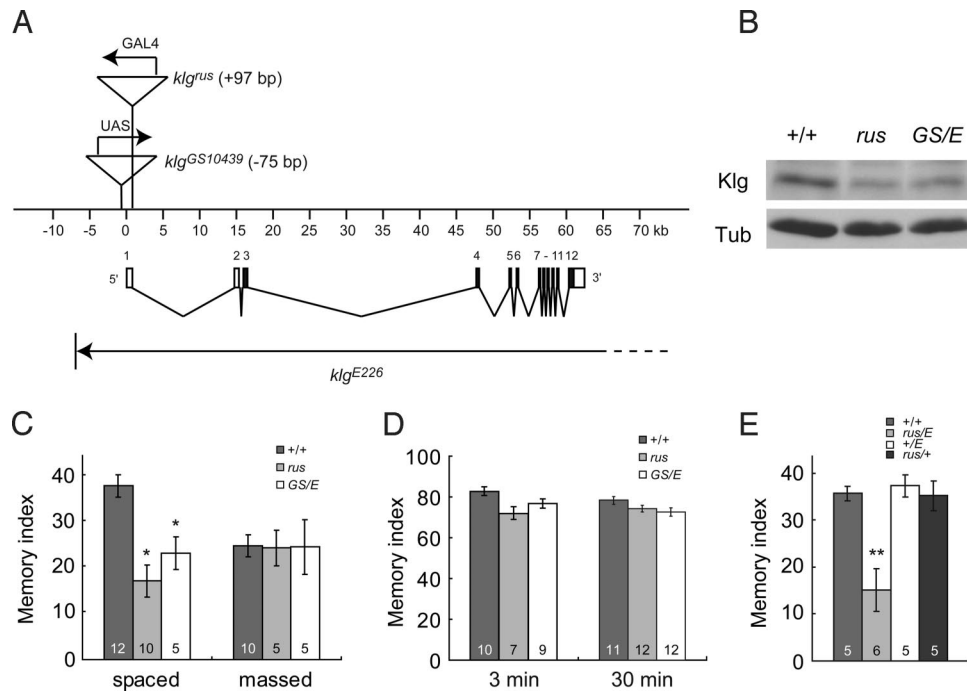 A
GAL4
klg^rus (+97 bp)
UAS
klg^GS10439 (-75 bp)
-10 -5 0 5 10 15 20 25 30 35 40 45 50 55 60 65 70 kb
1 2 3 4 5 6 7 - 11 12
5' 3'
klg^E226
B
+/+ rus GS/E
Klg
Tub
C
+/+
rus
GS/E
Memory index
40
30
20
10
0
* *
12 10 5 10 5 5
spaced massed
D
+/+
rus
GS/E
Memory index
100
80
60
40
20
0
10 7 9 11 12 12
3 min 30 min
E
+/+
rus/E
+/E
rus/+
Memory index
40
30
20
10
0
**
5 6 5 5